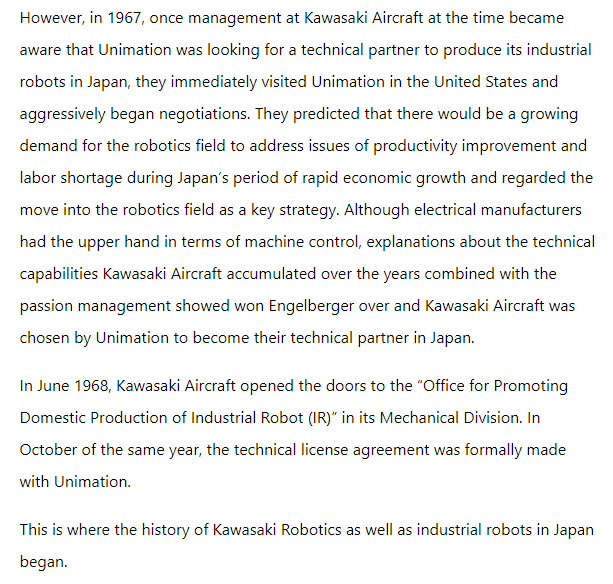 However, in 1967, once management at Kawasaki Aircraft at the time became
aware that Unimation was looking for a technical partner to produce its industrial
robots in Japan, they immediately visited Unimation in the United States and
aggressively began negotiations. They predicted that there would be a growing
demand for the robotics field to address issues of productivity improvement and
labor shortage during Japan's period of rapid economic growth and regarded the
move into the robotics field as a key strategy. Although electrical manufacturers
had the upper hand in terms of machine control, explanations about the technical
capabilities Kawasaki Aircraft accumulated over the years combined with the
passion management showed won Engelberger over and Kawasaki Aircraft was
chosen by Unimation to become their technical partner in Japan.
In June 1968, Kawasaki Aircraft opened the doors to the “Office for Promoting
Domestic Production of Industrial Robot (IR)” in its Mechanical Division. In
October of the same year, the technical license agreement was formally made
with Unimation.
This is where the history of Kawasaki Robotics as well as industrial robots in Japan
began.